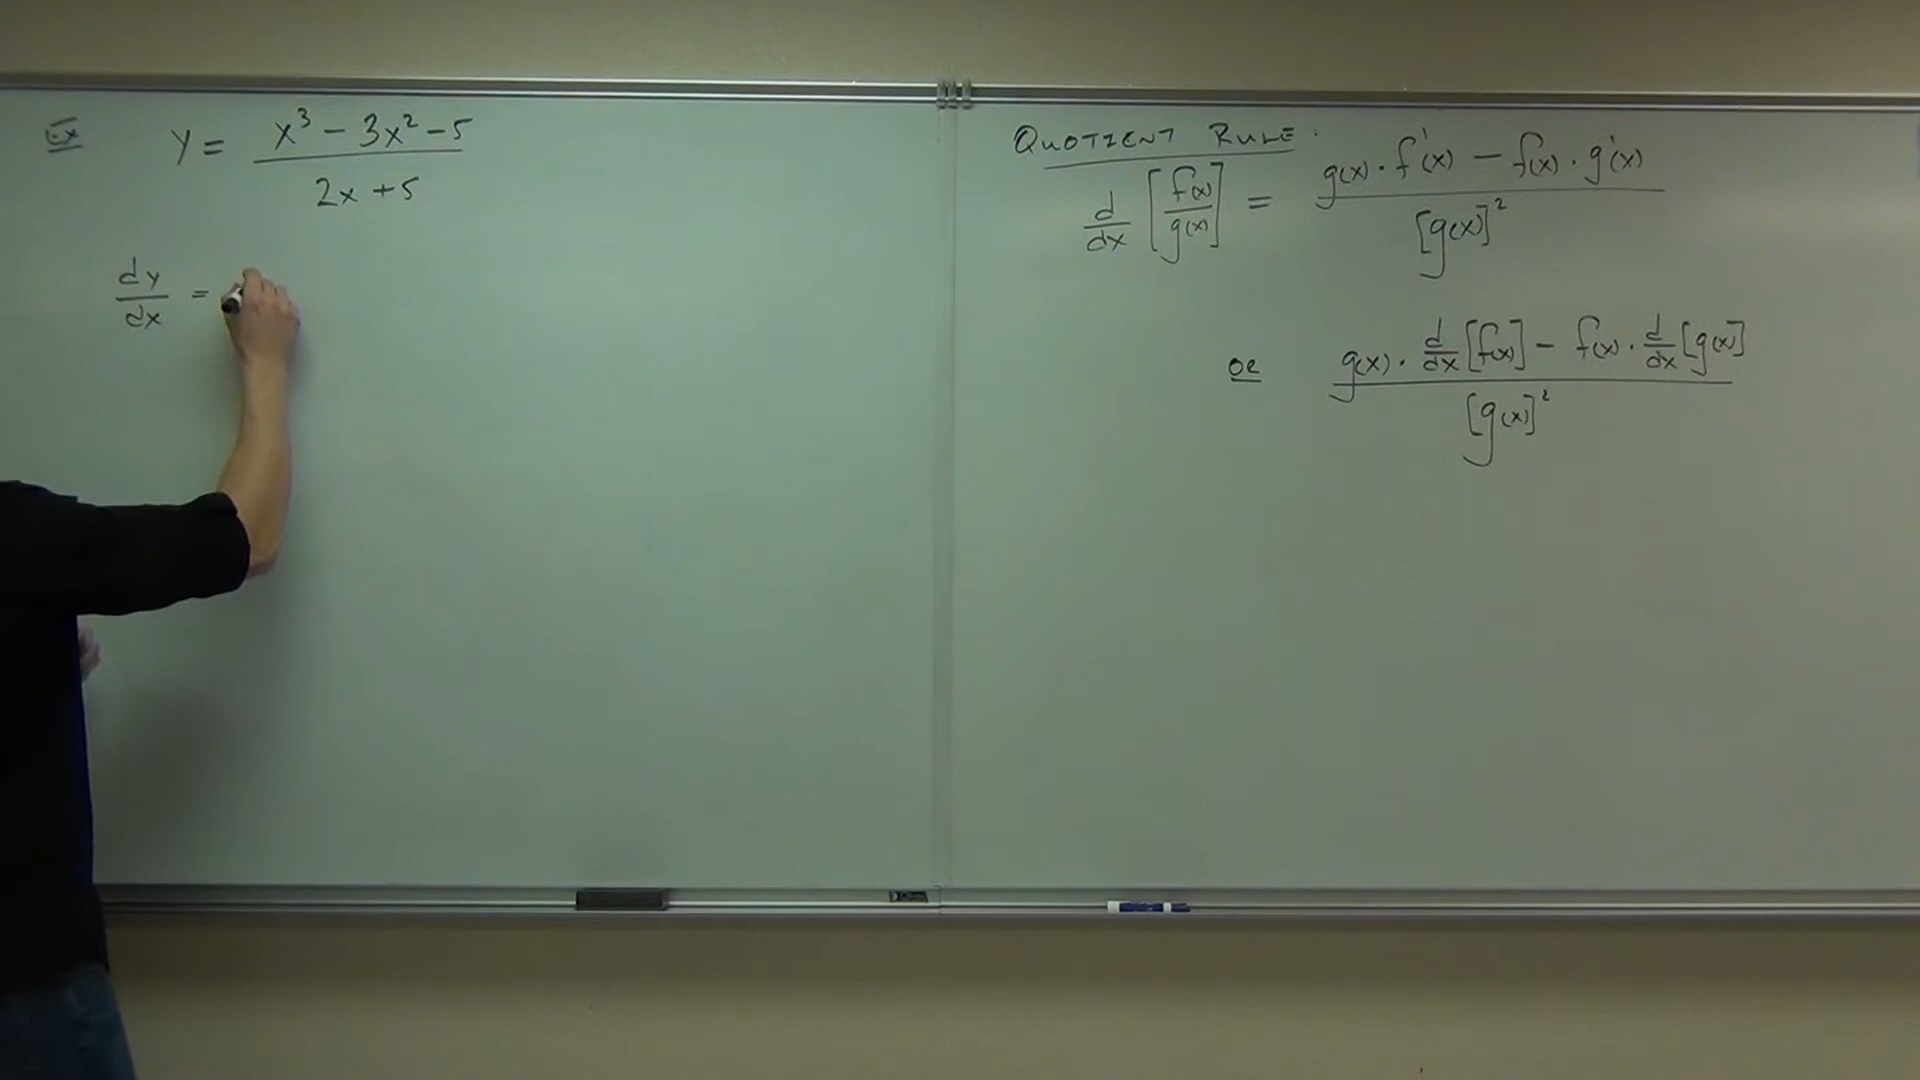 Ex y = x³ - 3x² - 5
2x + 5
dy
dx =
QUOTIENT RULE:
d/dx [f(x)/g(x)] = g(x) · f'(x) - f(x) · g'(x)
[g(x)]²
OR g(x) · d/dx [f(x)] - f(x) · d/dx [g(x)]
[g(x)]²